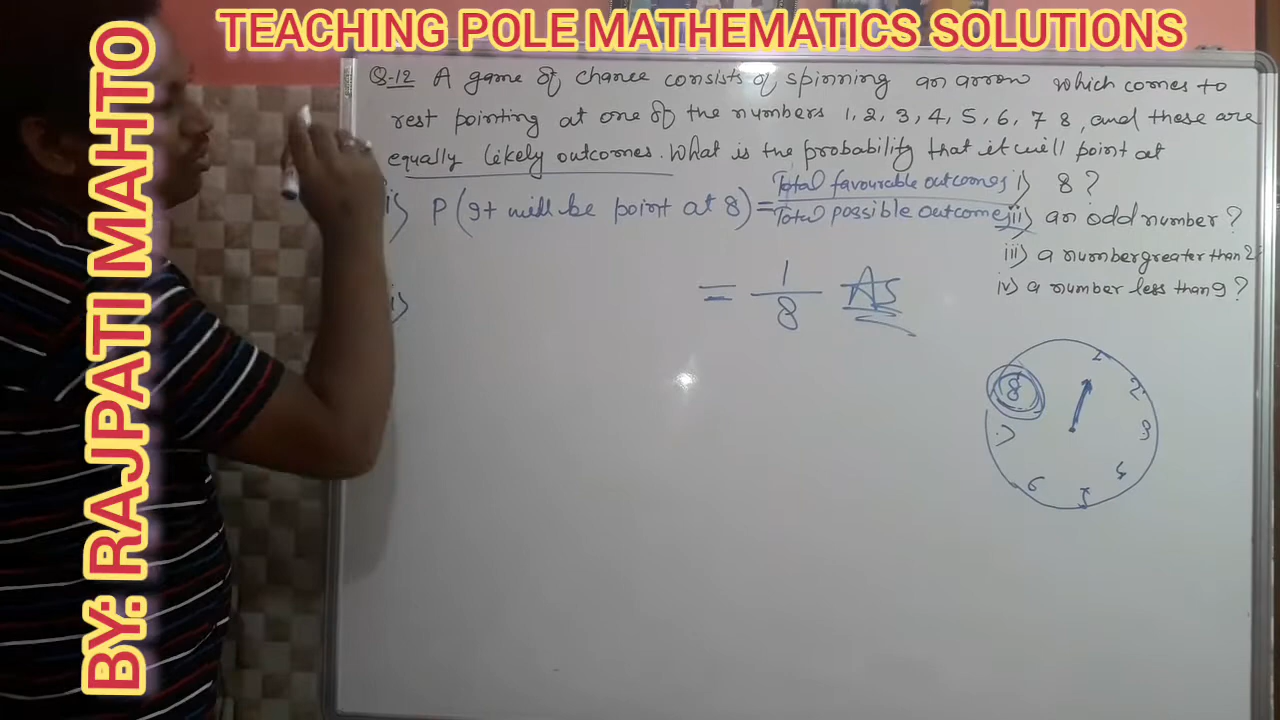 TEACHING POLE MATHEMATICS SOLUTIONS
BY: RAJPATI MAHTO
Q-12 A game of chance consists of spinning an arrow which comes to
rest pointing at one of the numbers 1, 2, 3, 4, 5, 6, 7 8, and these are
equally likely outcomes. What is the probability that it will point at
i) 8 ?
ii) an odd number ?
iii) a number greater than 2
iv) a number less than 9 ?
i) P (It will be point at 8) = Total favourable outcomes
Total possible outcomes
= 1/8 As
i)
1
2
3
5
6
8